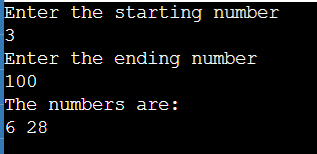 Enter the starting number
3
Enter the ending number
100
The numbers are:
6 28